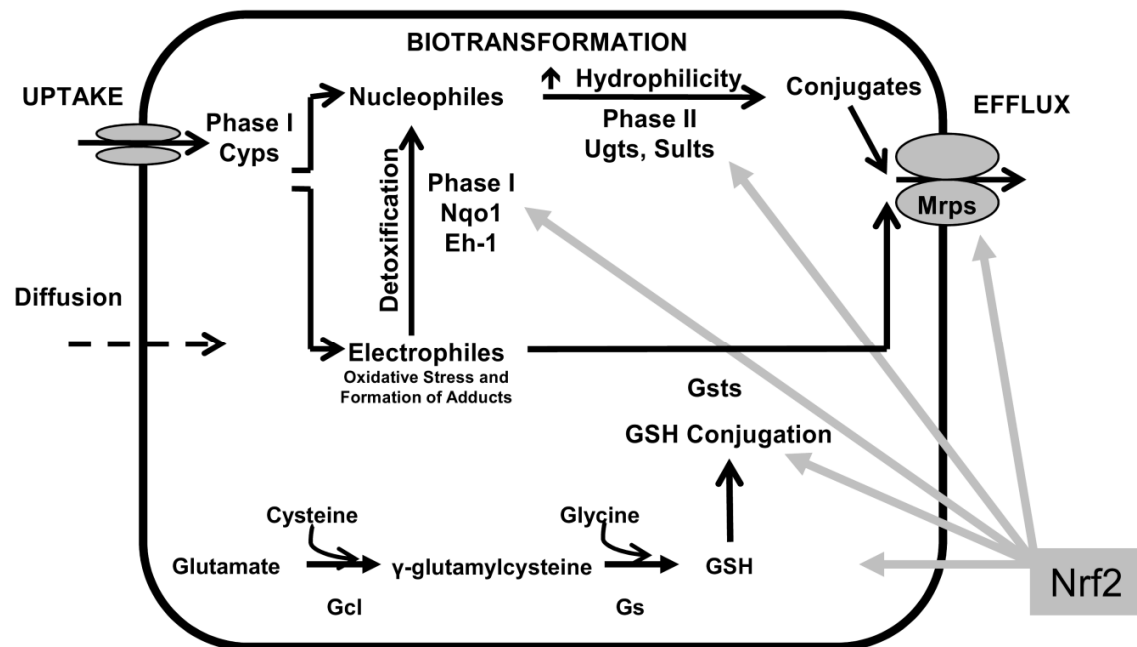 BIOTRANSFORMATION
UPTAKE
Phase I
Cyps
Nucleophiles
Hydrophilicity
Phase II
Ugts, Sults
Conjugates
EFFLUX
Mrps
Detoxification
Phase I
Nqo1
Eh-1
Diffusion
Electrophiles
Oxidative Stress and
Formation of Adducts
Gsts
GSH Conjugation
Cysteine
Glycine
Glutamate
γ-glutamylcysteine
GSH
Gcl
Gs
Nrf2